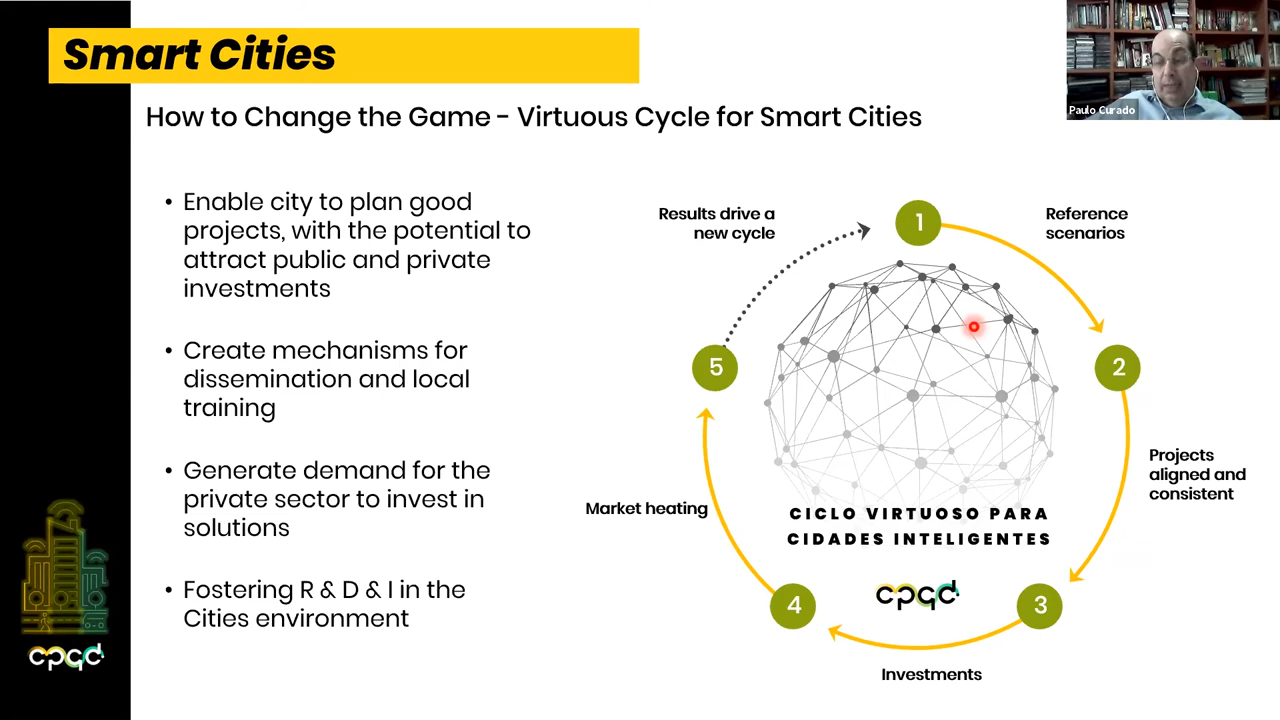 Smart Cities
Paulo Curado
How to Change the Game - Virtuous Cycle for Smart Cities
• Enable city to plan good
projects, with the potential to
attract public and private
investments
• Create mechanisms for
dissemination and local
training
• Generate demand for the
private sector to invest in
solutions
• Fostering R & D & I in the
Cities environment
cpqd
Results drive a
new cycle
1
Reference
scenarios
2
Projects
aligned and
consistent
3
Investments
4
Market heating
5
CICLO VIRTUOSO PARA
CIDADES INTELIGENTES
cpqd